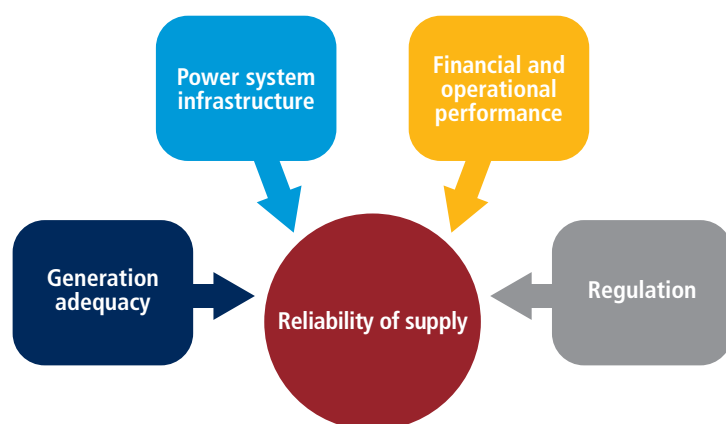 Power system
infrastructure
Financial and
operational
performance
Generation
adequacy
Reliability of supply
Regulation